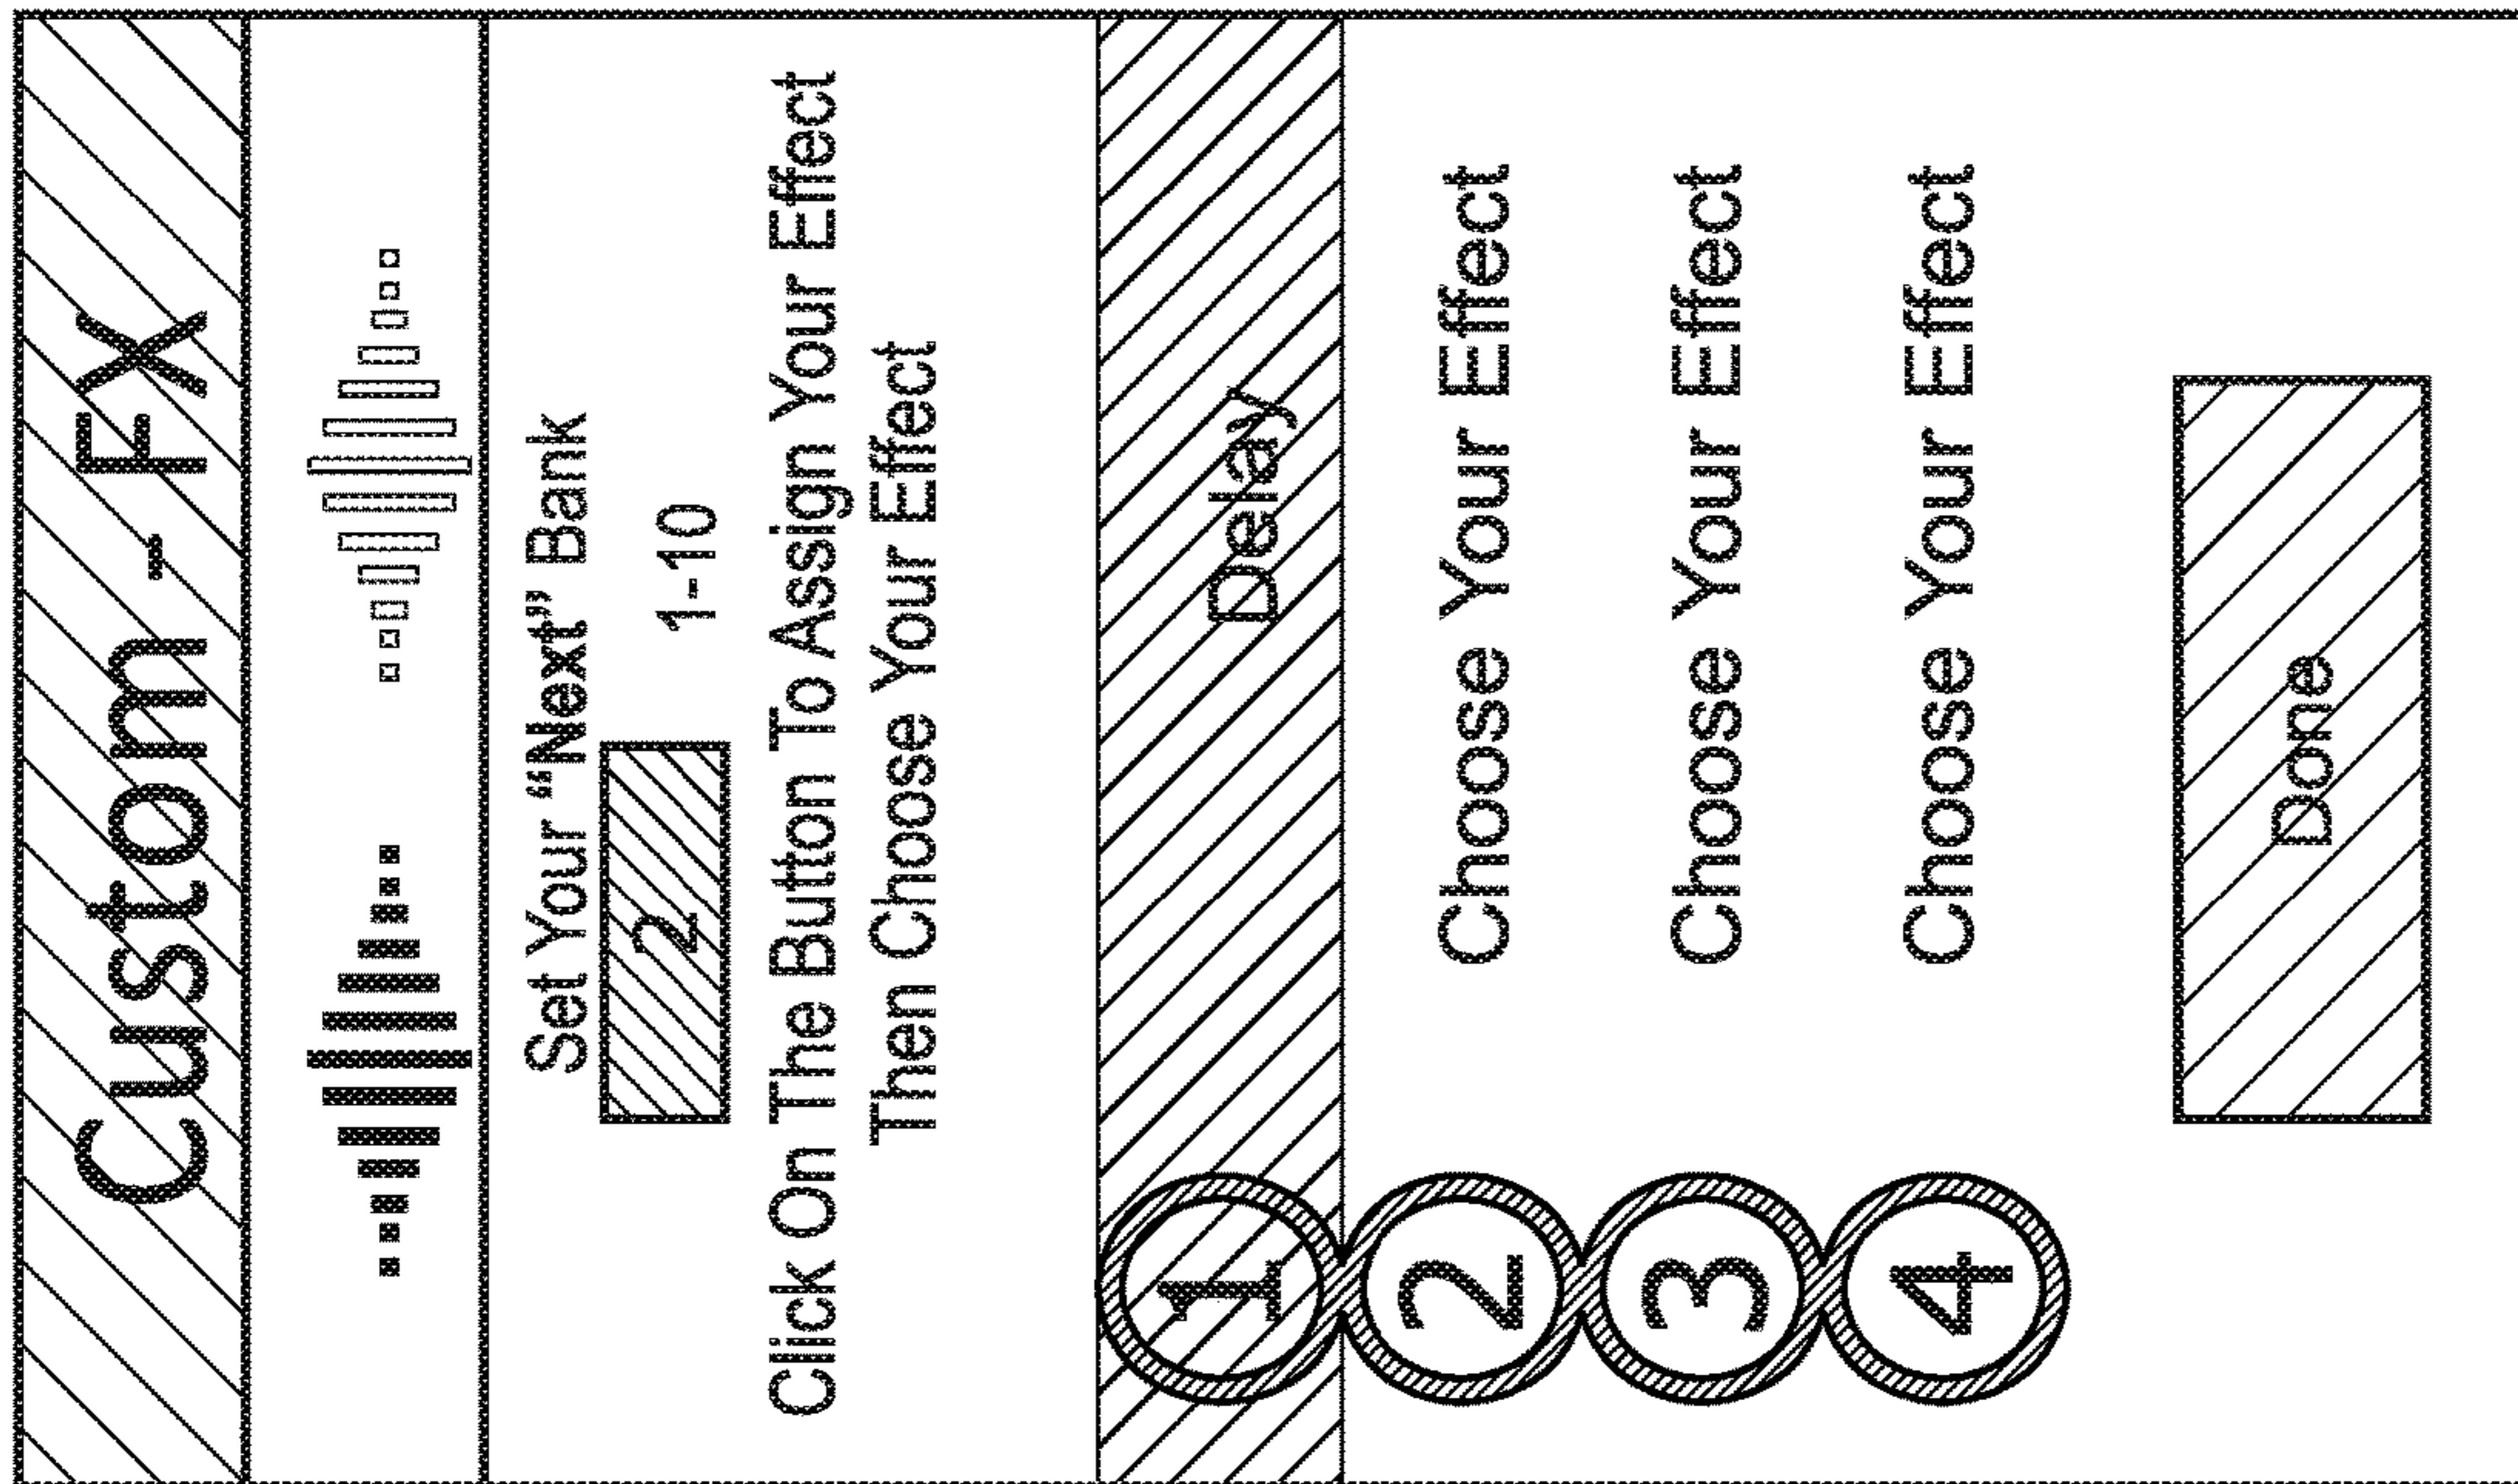 Custom - FX
Set Your “Next” Bank
2 1-10
Click On The Button To Assign Your Effect
Then Choose Your Effect
1 Delay
2 Choose Your Effect
3 Choose Your Effect
4 Choose Your Effect
Done